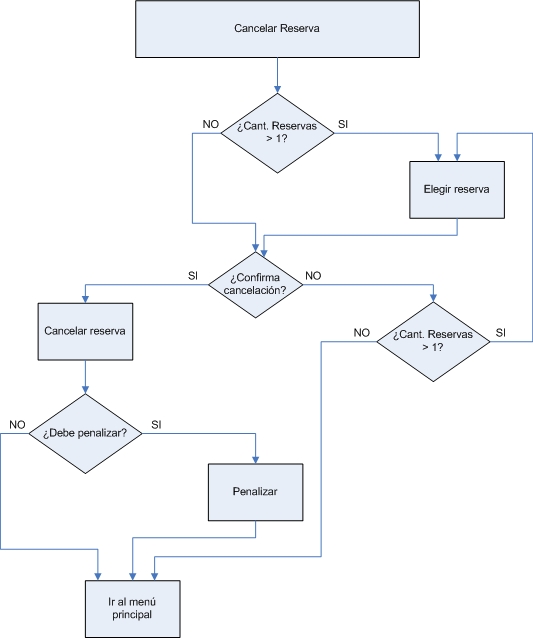 Cancelar Reserva
¿Cant. Reservas
> 1?
NO
SI
Elegir reserva
¿Confirma
cancelación?
SI
NO
Cancelar reserva
¿Cant. Reservas
> 1?
NO
SI
¿Debe penalizar?
NO
SI
Penalizar
Ir al menú
principal